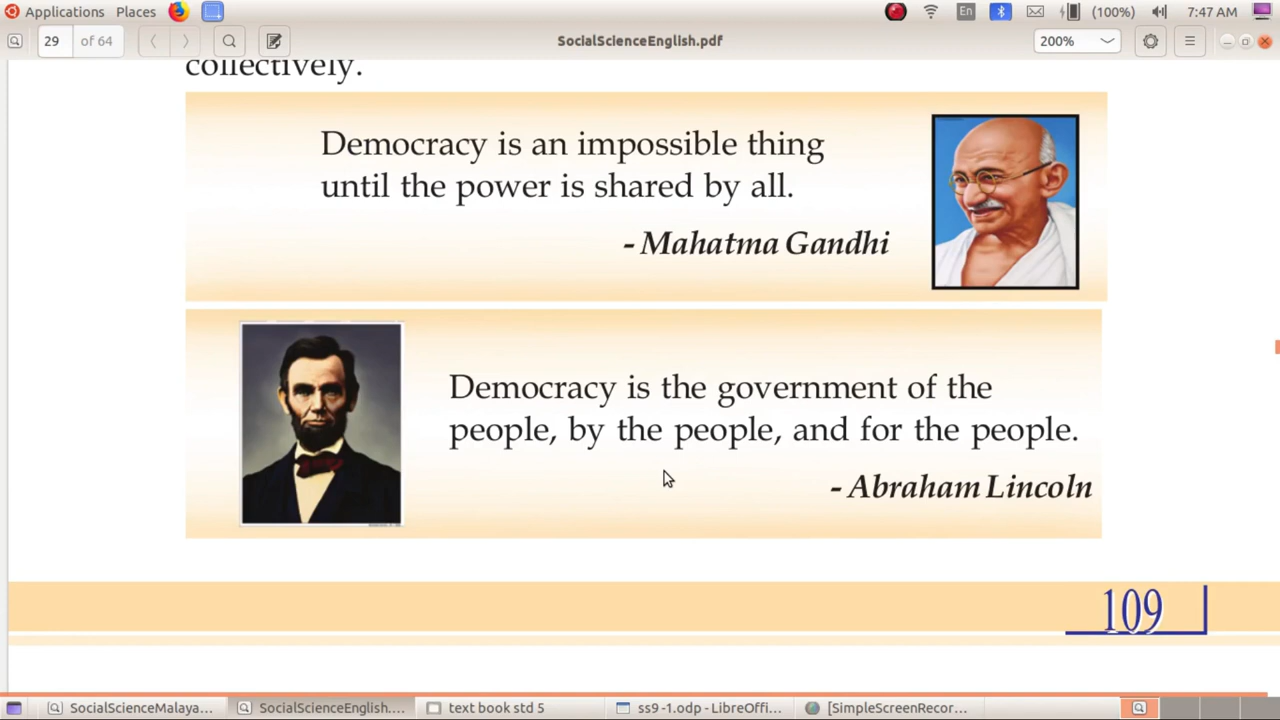 Applications Places En (100%) 7:47 AM
29 of 64 SocialScienceEnglish.pdf 200%
collectively.
Democracy is an impossible thing
until the power is shared by all.
- Mahatma Gandhi
Democracy is the government of the
people, by the people, and for the people.
- Abraham Lincoln
109
SocialScienceMalaya... SocialScienceEnglish.... text book std 5 ss9 -1.odp - LibreOffi... [SimpleScreenRecor...